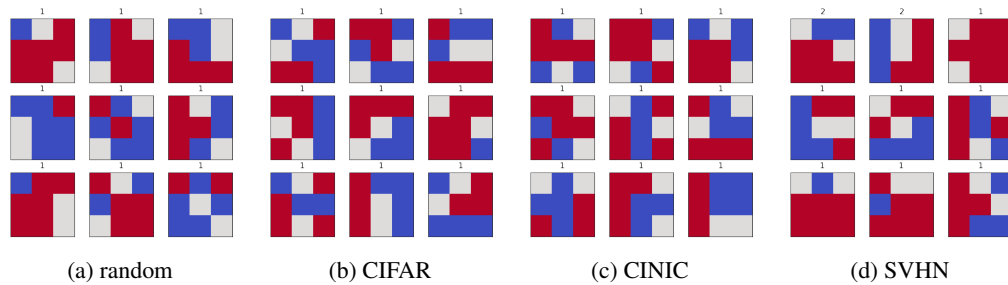 1 1 1 1 1 1 1 1 1 2 2 1
1 1 1 1 1 1 1 1 1 1 1 1
1 1 1 1 1 1 1 1 1 1 1 1
(a) random (b) CIFAR (c) CINIC (d) SVHN